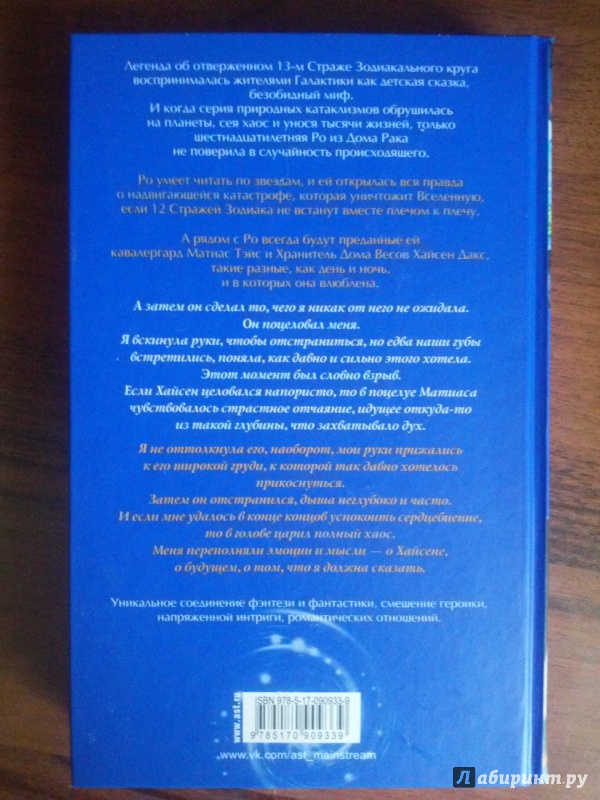 Легенда об отверженном 13-м Страже Зодиакального круга
воспринималась жителями Галактики как детская сказка,
безобидный миф.
И когда серия природных катаклизмов обрушилась
на планеты, сея хаос и унося тысячи жизней, только
шестнадцатилетняя Ро из Дома Рака
не поверила в случайность происходящего.
Ро умеет читать по звездам, и ей открылась вся правда
о надвигающейся катастрофе, которая уничтожит Вселенную,
если 12 Стражей Зодиака не встанут вместе плечом к плечу.
А рядом с Ро всегда будут преданные ей
кавалергард Матиас Тэйс и Хранитель Дома Весов Хайсен Дакс,
такие разные, как день и ночь,
и в которых она влюблена.
А затем он сделал то, чего я никак от него не ожидала.
Он поцеловал меня.
Я вскинула руки, чтобы отстраниться, но едва наши губы
встретились, поняла, как давно и сильно этого хотела.
Этот момент был словно взрыв.
Если Хайсен целовался напористо, то в поцелуе Матиаса
чувствовалось страстное отчаяние, идущее откуда-то
из такой глубины, что захватывало дух.
Я не оттолкнула его, наоборот, мои руки прижались
к его широкой груди, к которой так давно хотелось
прикоснуться.
Затем он отстранился, дыша неглубоко и часто.
И если мне удалось в конце концов успокоить сердцебиение,
то в голове царил полный хаос.
Меня переполняли эмоции и мысли — о Хайсене,
о будущем, о том, что я должна сказать.
Уникальное соединение фэнтези и фантастики, смешение героики,
напряженной интриги, романтических отношений.
www.ast.ru
ISBN 978-5-17-090933-9
9 785170 909339
www.vk.com/ast_mainstream
Лабиринт.ру